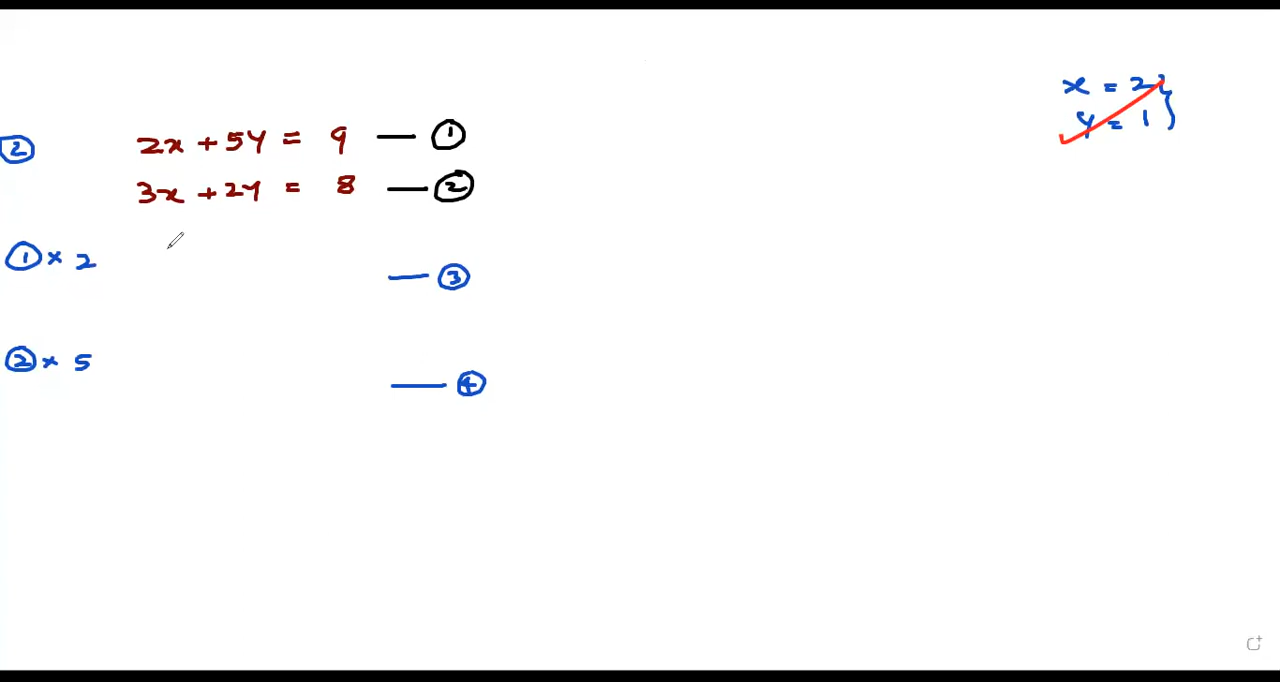 x = 2
y = 1 }
② 2x + 5y = 9 — ①
3x + 2y = 8 — ②
① × 2 — ③
② × 5 — ④